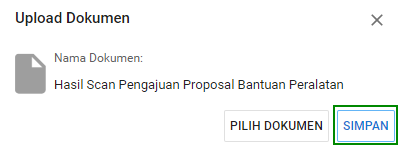 Upload Dokumen
Nama Dokumen:
Hasil Scan Pengajuan Proposal Bantuan Peralatan
PILIH DOKUMEN SIMPAN